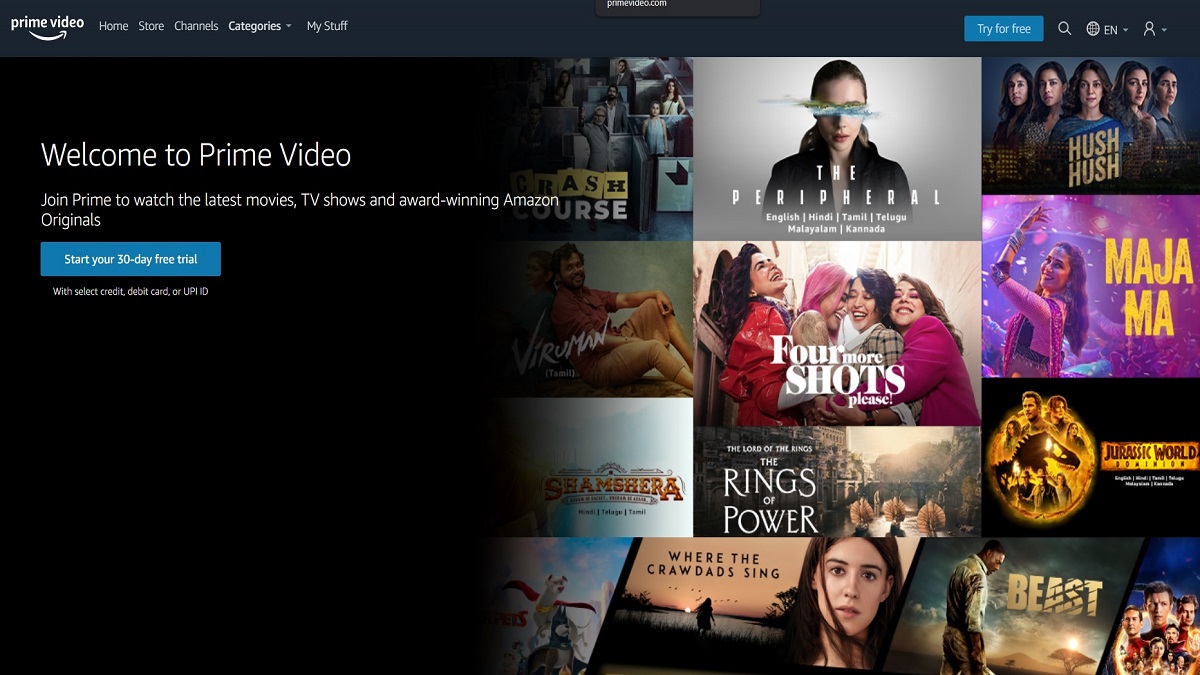 primevideo.com
prime video
Home
Store
Channels
Categories
My Stuff
Try for free
EN
Welcome to Prime Video
Join Prime to watch the latest movies, TV shows and award-winning Amazon
Originals
Start your 30-day free trial
With select credit, debit card, or UPI ID
CRASH
COURSE
THE
PERIPHERAL
English | Hindi | Tamil | Telugu
Malayalam | Kannada
HUSH
HUSH
VIRUMAN
(Tamil)
Four more
SHOTS
please!
MAJA
MA
SHAMSHERA
Hindi | Telugu | Tamil
THE LORD OF THE RINGS
THE
RINGS
OF
POWER
JURASSIC WORLD
DOMINION
English | Hindi | Tamil | Telugu
Malayalam | Kannada
WHERE THE
CRAWDADS SING
BEAST